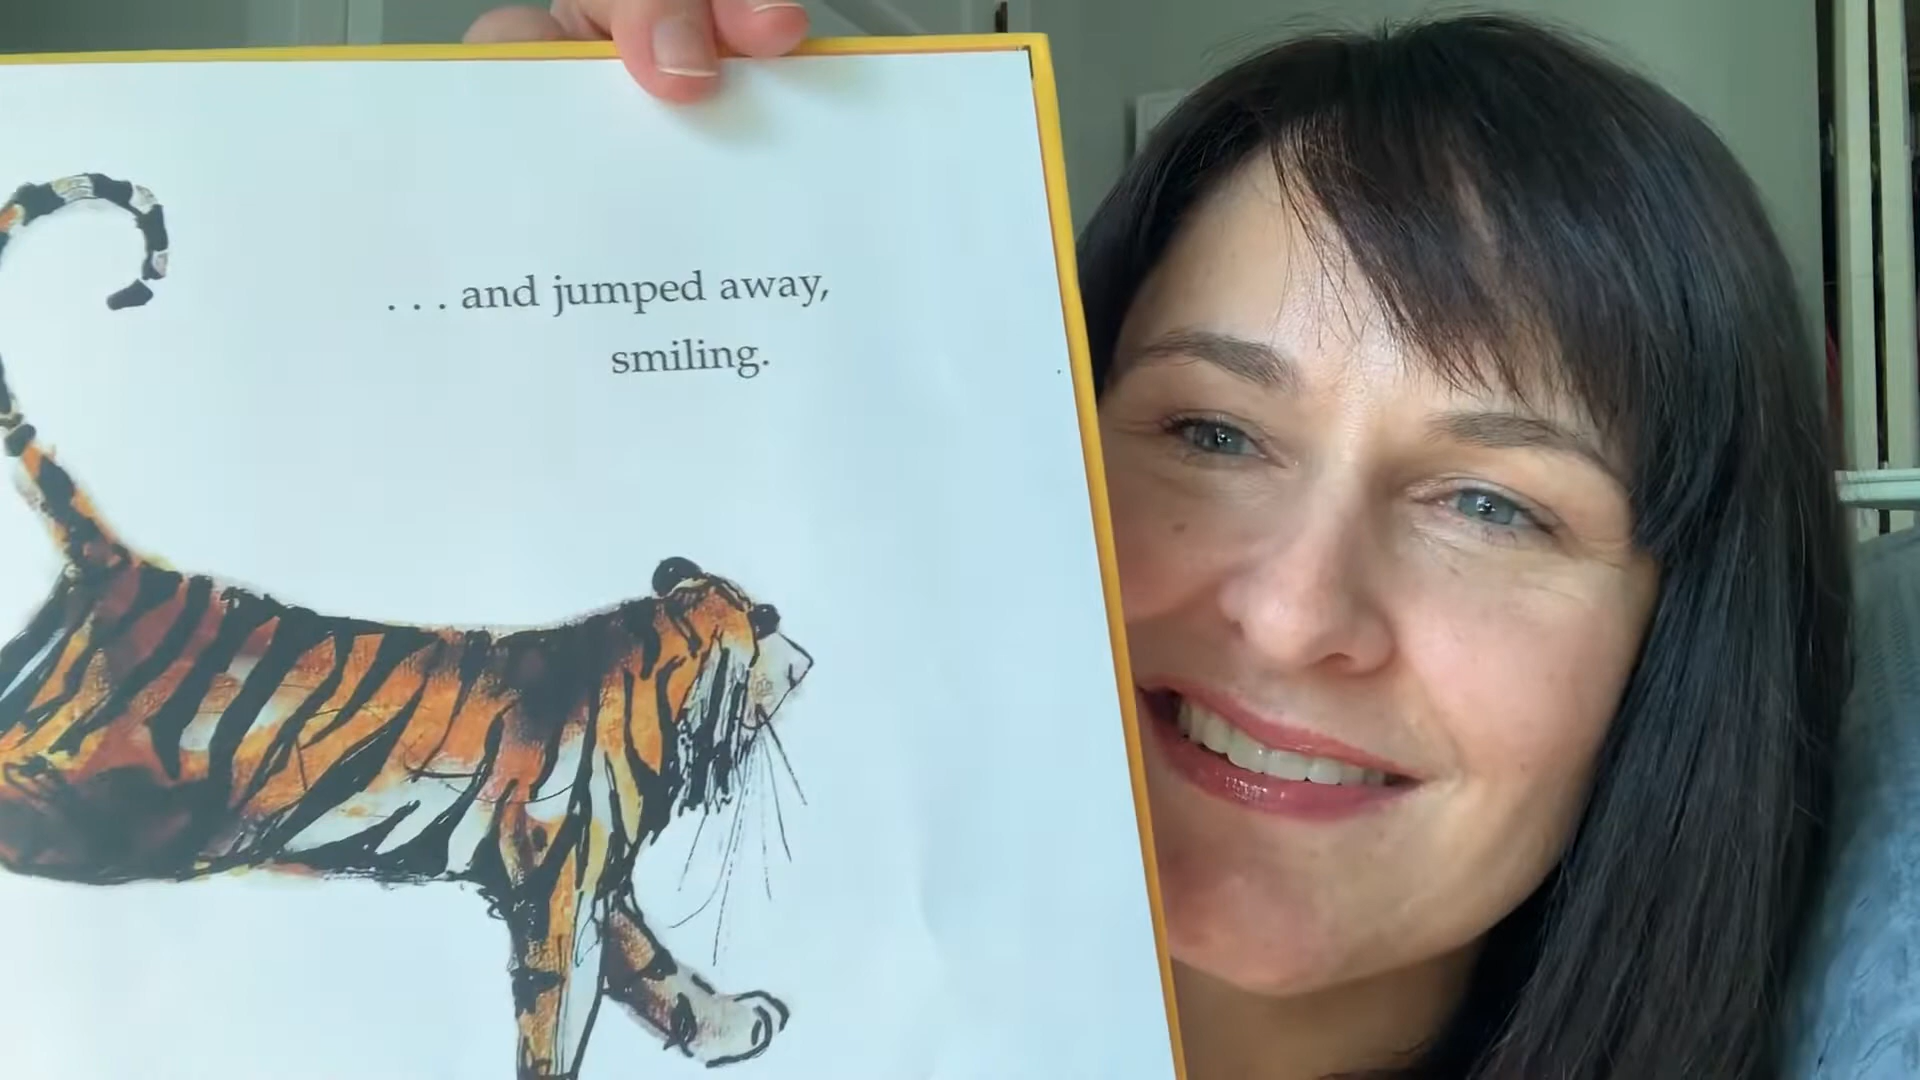 . . . and jumped away,
smiling.